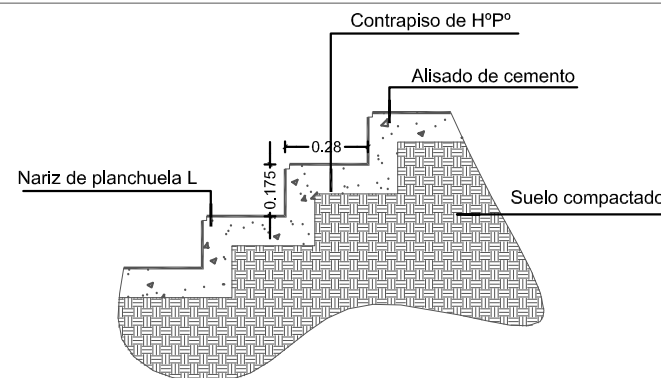 Contrapiso de HºPº
Alisado de cemento
0.28
Nariz de planchuela L
0.175
Suelo compactado